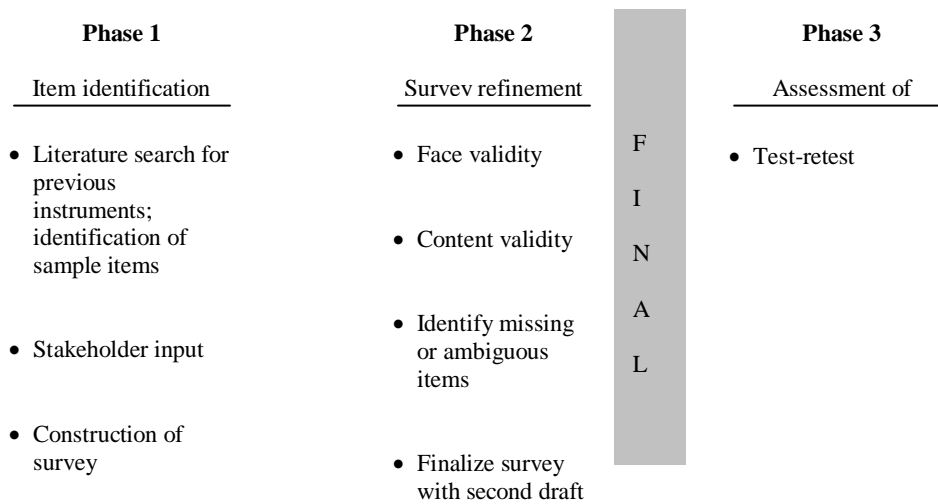 Phase 1
Item identification
• Literature search for
previous
instruments;
identification of
sample items
• Stakeholder input
• Construction of
survey
Phase 2
Survev refinement
• Face validity
• Content validity
• Identify missing
or ambiguous
items
• Finalize survey
with second draft
F
I
N
A
L
Phase 3
Assessment of
• Test-retest